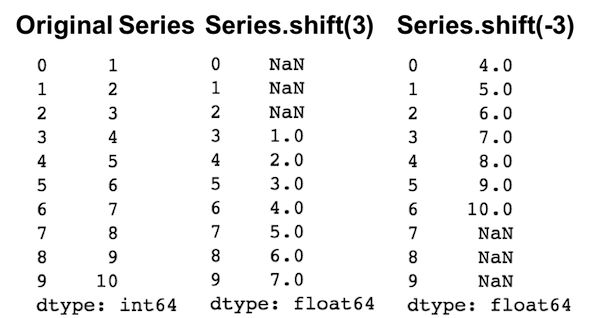 Original Series Series.shift(3) Series.shift(-3)
0 1 0 NaN 0 4.0
1 2 1 NaN 1 5.0
2 3 2 NaN 2 6.0
3 4 3 1.0 3 7.0
4 5 4 2.0 4 8.0
5 6 5 3.0 5 9.0
6 7 6 4.0 6 10.0
7 8 7 5.0 7 NaN
8 9 8 6.0 8 NaN
9 10 9 7.0 9 NaN
dtype: int64 dtype: float64 dtype: float64